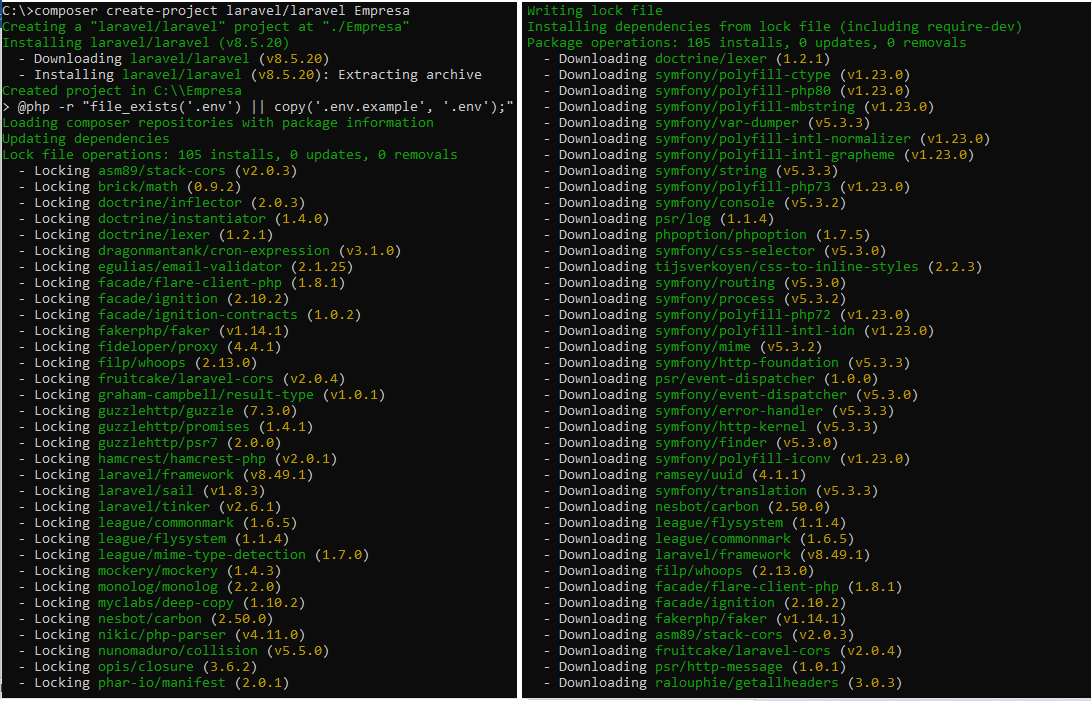 C:\>composer create-project laravel/laravel Empresa
Creating a "laravel/laravel" project at "./Empresa"
Installing laravel/laravel (v8.5.20)
- Downloading laravel/laravel (v8.5.20)
- Installing laravel/laravel (v8.5.20): Extracting archive
Created project in C:\\Empresa
> @php -r "file_exists('.env') || copy('.env.example', '.env');"
Loading composer repositories with package information
Updating dependencies
Lock file operations: 105 installs, 0 updates, 0 removals
- Locking asm89/stack-cors (v2.0.3)
- Locking brick/math (0.9.2)
- Locking doctrine/inflector (2.0.3)
- Locking doctrine/instantiator (1.4.0)
- Locking doctrine/lexer (1.2.1)
- Locking dragonmantank/cron-expression (v3.1.0)
- Locking egulias/email-validator (2.1.25)
- Locking facade/flare-client-php (1.8.1)
- Locking facade/ignition (2.10.2)
- Locking facade/ignition-contracts (1.0.2)
- Locking fakerphp/faker (v1.14.1)
- Locking fideloper/proxy (4.4.1)
- Locking filp/whoops (2.13.0)
- Locking fruitcake/laravel-cors (v2.0.4)
- Locking graham-campbell/result-type (v1.0.1)
- Locking guzzlehttp/guzzle (7.3.0)
- Locking guzzlehttp/promises (1.4.1)
- Locking guzzlehttp/psr7 (2.0.0)
- Locking hamcrest/hamcrest-php (v2.0.1)
- Locking laravel/framework (v8.49.1)
- Locking laravel/sail (v1.8.3)
- Locking laravel/tinker (v2.6.1)
- Locking league/commonmark (1.6.5)
- Locking league/flysystem (1.1.4)
- Locking league/mime-type-detection (1.7.0)
- Locking mockery/mockery (1.4.3)
- Locking monolog/monolog (2.2.0)
- Locking myclabs/deep-copy (1.10.2)
- Locking nesbot/carbon (2.50.0)
- Locking nikic/php-parser (v4.11.0)
- Locking nunomaduro/collision (v5.5.0)
- Locking opis/closure (3.6.2)
- Locking phar-io/manifest (2.0.1)
Writing lock file
Installing dependencies from lock file (including require-dev)
Package operations: 105 installs, 0 updates, 0 removals
- Downloading doctrine/lexer (1.2.1)
- Downloading symfony/polyfill-ctype (v1.23.0)
- Downloading symfony/polyfill-php80 (v1.23.0)
- Downloading symfony/polyfill-mbstring (v1.23.0)
- Downloading symfony/var-dumper (v5.3.3)
- Downloading symfony/polyfill-intl-normalizer (v1.23.0)
- Downloading symfony/polyfill-intl-grapheme (v1.23.0)
- Downloading symfony/string (v5.3.3)
- Downloading symfony/polyfill-php73 (v1.23.0)
- Downloading symfony/console (v5.3.2)
- Downloading psr/log (1.1.4)
- Downloading phpoption/phpoption (1.7.5)
- Downloading symfony/css-selector (v5.3.0)
- Downloading tijsverkoyen/css-to-inline-styles (2.2.3)
- Downloading symfony/routing (v5.3.0)
- Downloading symfony/process (v5.3.2)
- Downloading symfony/polyfill-php72 (v1.23.0)
- Downloading symfony/polyfill-intl-idn (v1.23.0)
- Downloading symfony/mime (v5.3.2)
- Downloading symfony/http-foundation (v5.3.3)
- Downloading psr/event-dispatcher (1.0.0)
- Downloading symfony/event-dispatcher (v5.3.0)
- Downloading symfony/error-handler (v5.3.3)
- Downloading symfony/http-kernel (v5.3.3)
- Downloading symfony/finder (v5.3.0)
- Downloading symfony/polyfill-iconv (v1.23.0)
- Downloading ramsey/uuid (4.1.1)
- Downloading symfony/translation (v5.3.3)
- Downloading nesbot/carbon (2.50.0)
- Downloading league/flysystem (1.1.4)
- Downloading league/commonmark (1.6.5)
- Downloading laravel/framework (v8.49.1)
- Downloading filp/whoops (2.13.0)
- Downloading facade/flare-client-php (1.8.1)
- Downloading facade/ignition (2.10.2)
- Downloading fakerphp/faker (v1.14.1)
- Downloading asm89/stack-cors (v2.0.3)
- Downloading fruitcake/laravel-cors (v2.0.4)
- Downloading psr/http-message (1.0.1)
- Downloading ralouphie/getallheaders (3.0.3)